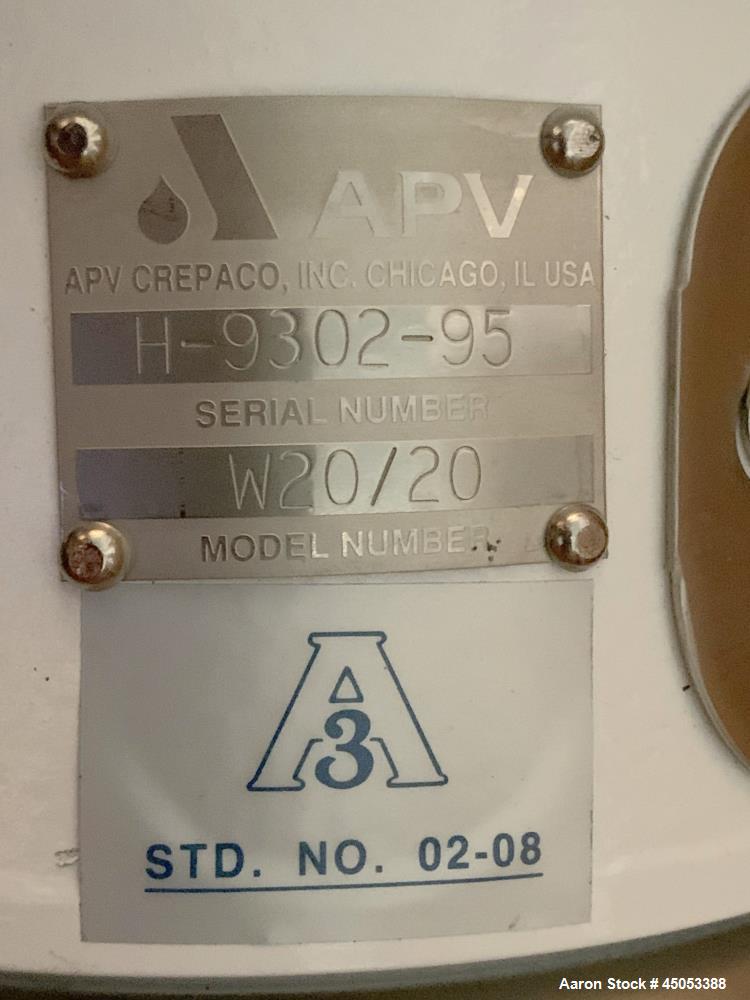 APV
APV CREPACO, INC. CHICAGO, IL USA
H-9302-95
SERIAL NUMBER
W20/20
MODEL NUMBER
A
3
STD. NO. 02-08
Aaron Stock # 45053388